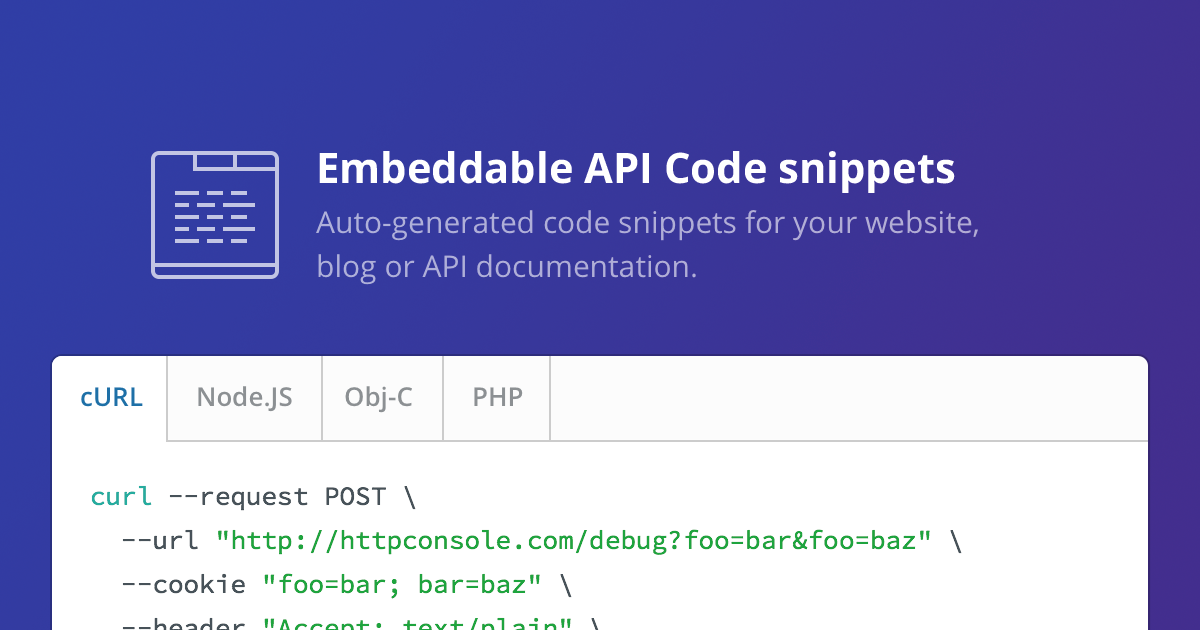 Embeddable API Code snippets
Auto-generated code snippets for your website,
blog or API documentation.
cURL Node.JS Obj-C PHP
curl --request POST \
--url "http://httpconsole.com/debug?foo=bar&foo=baz" \
--cookie "foo=bar; bar=baz" \
--header "Accept: text/plain" \